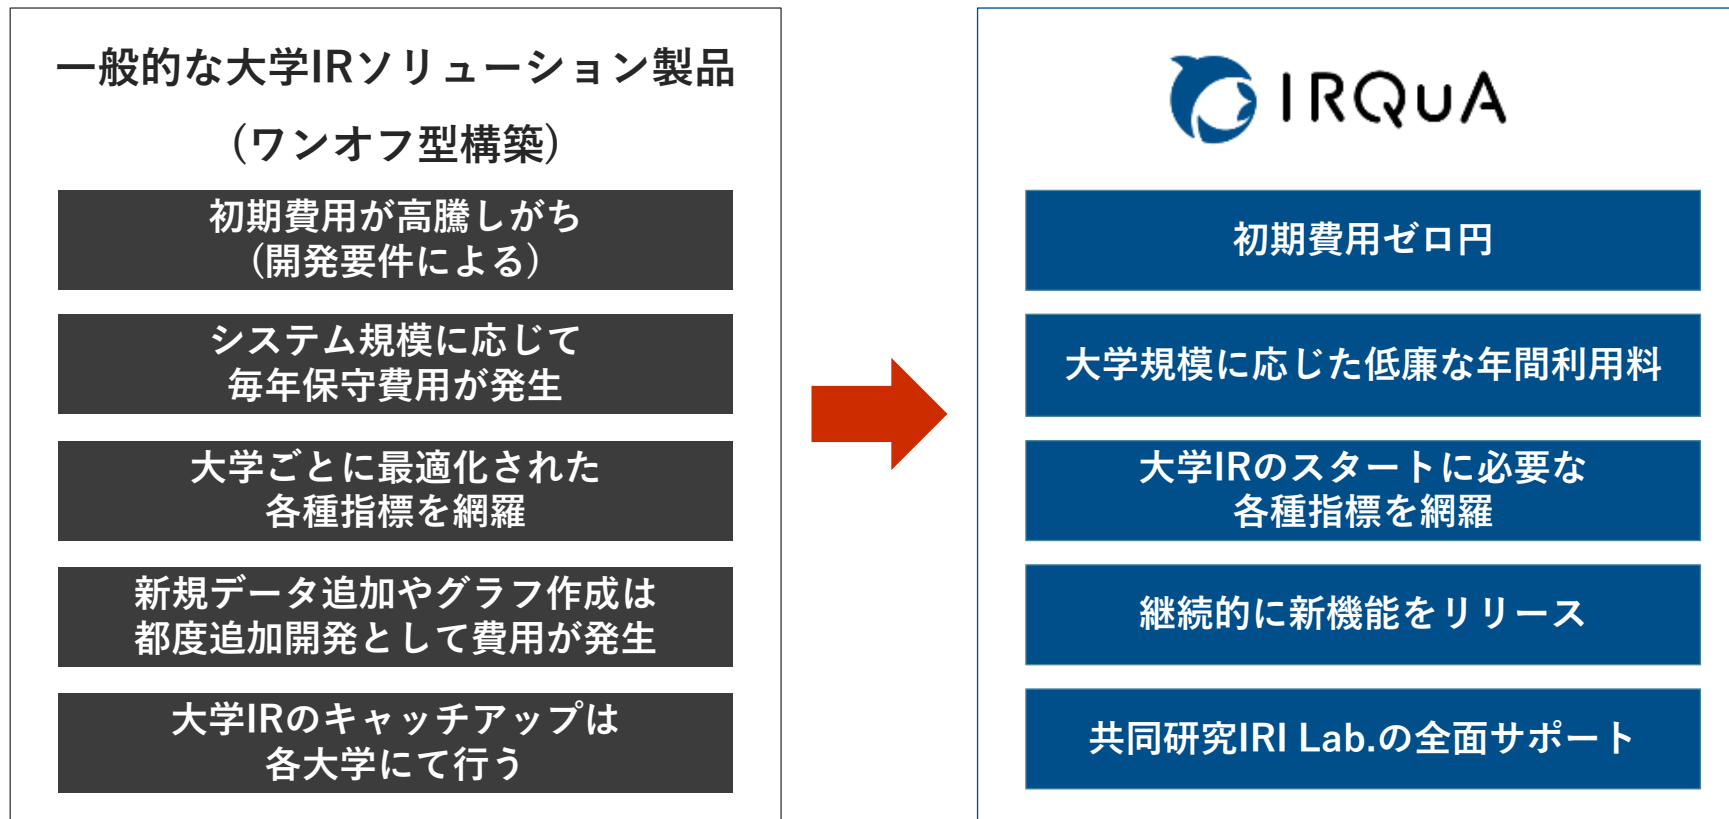 一般的な大学IRソリューション製品
(ワンオフ型構築)
初期費用が高騰しがち
(開発要件による)
システム規模に応じて
毎年保守費用が発生
大学ごとに最適化された
各種指標を網羅
新規データ追加やグラフ作成は
都度追加開発として費用が発生
大学IRのキャッチアップは
各大学にて行う
IRQuA
初期費用ゼロ円
大学規模に応じた低廉な年間利用料
大学IRのスタートに必要な
各種指標を網羅
継続的に新機能をリリース
共同研究IRI Lab.の全面サポート